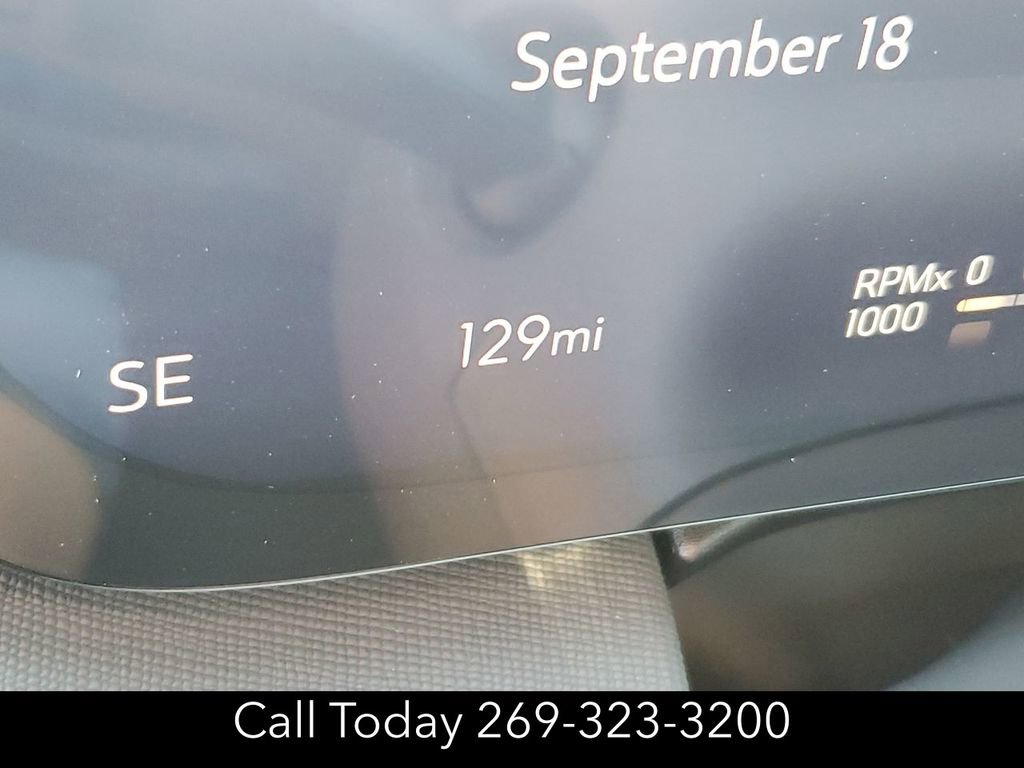 September 18
RPMx 0
1000
129mi
SE
Call Today 269-323-3200